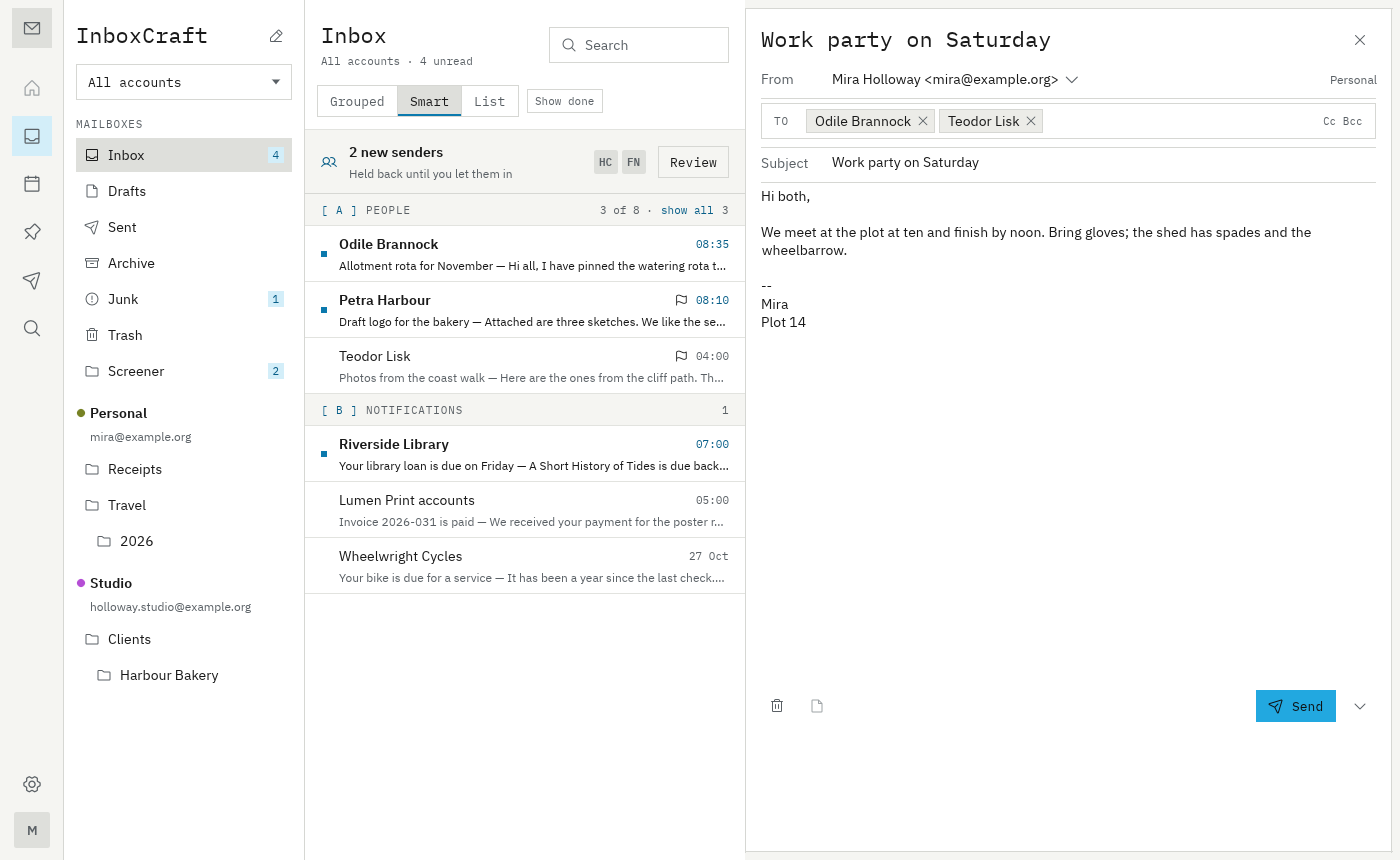 InboxCraft
All accounts
MAILBOXES
Inbox 4
Drafts
Sent
Archive
Junk 1
Trash
Screener 2
Personal
mira@example.org
Receipts
Travel
2026
Studio
holloway.studio@example.org
Clients
Harbour Bakery
M
Inbox
All accounts · 4 unread
Search
Grouped Smart List Show done
2 new senders
Held back until you let them in
HC FN Review
[ A ] PEOPLE 3 of 8 · show all 3
Odile Brannock 08:35
Allotment rota for November — Hi all, I have pinned the watering rota t…
Petra Harbour 08:10
Draft logo for the bakery — Attached are three sketches. We like the se…
Teodor Lisk 04:00
Photos from the coast walk — Here are the ones from the cliff path. Th…
[ B ] NOTIFICATIONS 1
Riverside Library 07:00
Your library loan is due on Friday — A Short History of Tides is due back…
Lumen Print accounts 05:00
Invoice 2026-031 is paid — We received your payment for the poster r…
Wheelwright Cycles 27 Oct
Your bike is due for a service — It has been a year since the last check.…
Work party on Saturday
From Mira Holloway <mira@example.org> Personal
TO Odile Brannock Teodor Lisk Cc Bcc
Subject Work party on Saturday
Hi both,
We meet at the plot at ten and finish by noon. Bring gloves; the shed has spades and the
wheelbarrow.
--
Mira
Plot 14
Send